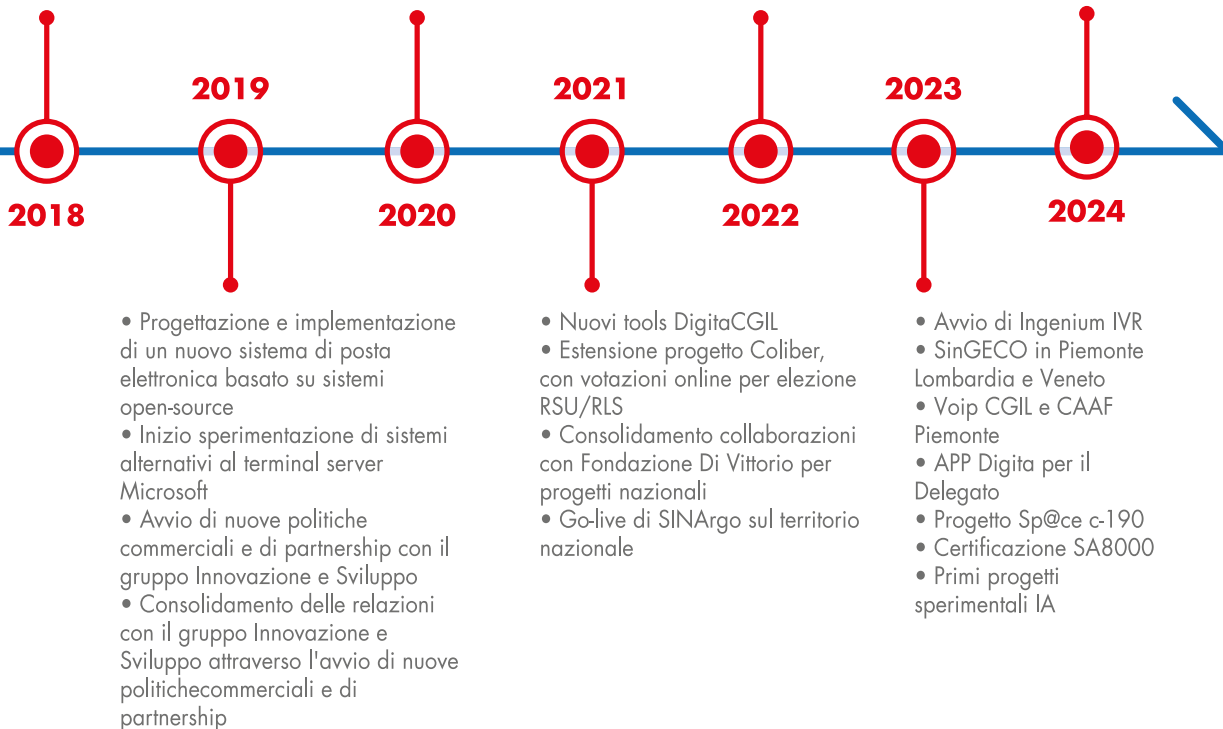 2019
2021
2023
2018
2020
2022
2024
• Progettazione e implementazione
di un nuovo sistema di posta
elettronica basato su sistemi
open-source
• Inizio sperimentazione di sistemi
alternativi al terminal server
Microsoft
• Avvio di nuove politiche
commerciali e di partnership con il
gruppo Innovazione e Sviluppo
• Consolidamento delle relazioni
con il gruppo Innovazione e
Sviluppo attraverso l'avvio di nuove
politichecommerciali e di
partnership
• Nuovi tools DigitaCGIL
• Estensione progetto Coliber,
con votazioni online per elezione
RSU/RLS
• Consolidamento collaborazioni
con Fondazione Di Vittorio per
progetti nazionali
• Go-live di SINArgo sul territorio
nazionale
• Avvio di Ingenium IVR
• SinGECO in Piemonte
Lombardia e Veneto
• Voip CGIL e CAAF
Piemonte
• APP Digita per il
Delegato
• Progetto Sp@ce c-190
• Certificazione SA8000
• Primi progetti
sperimentali IA